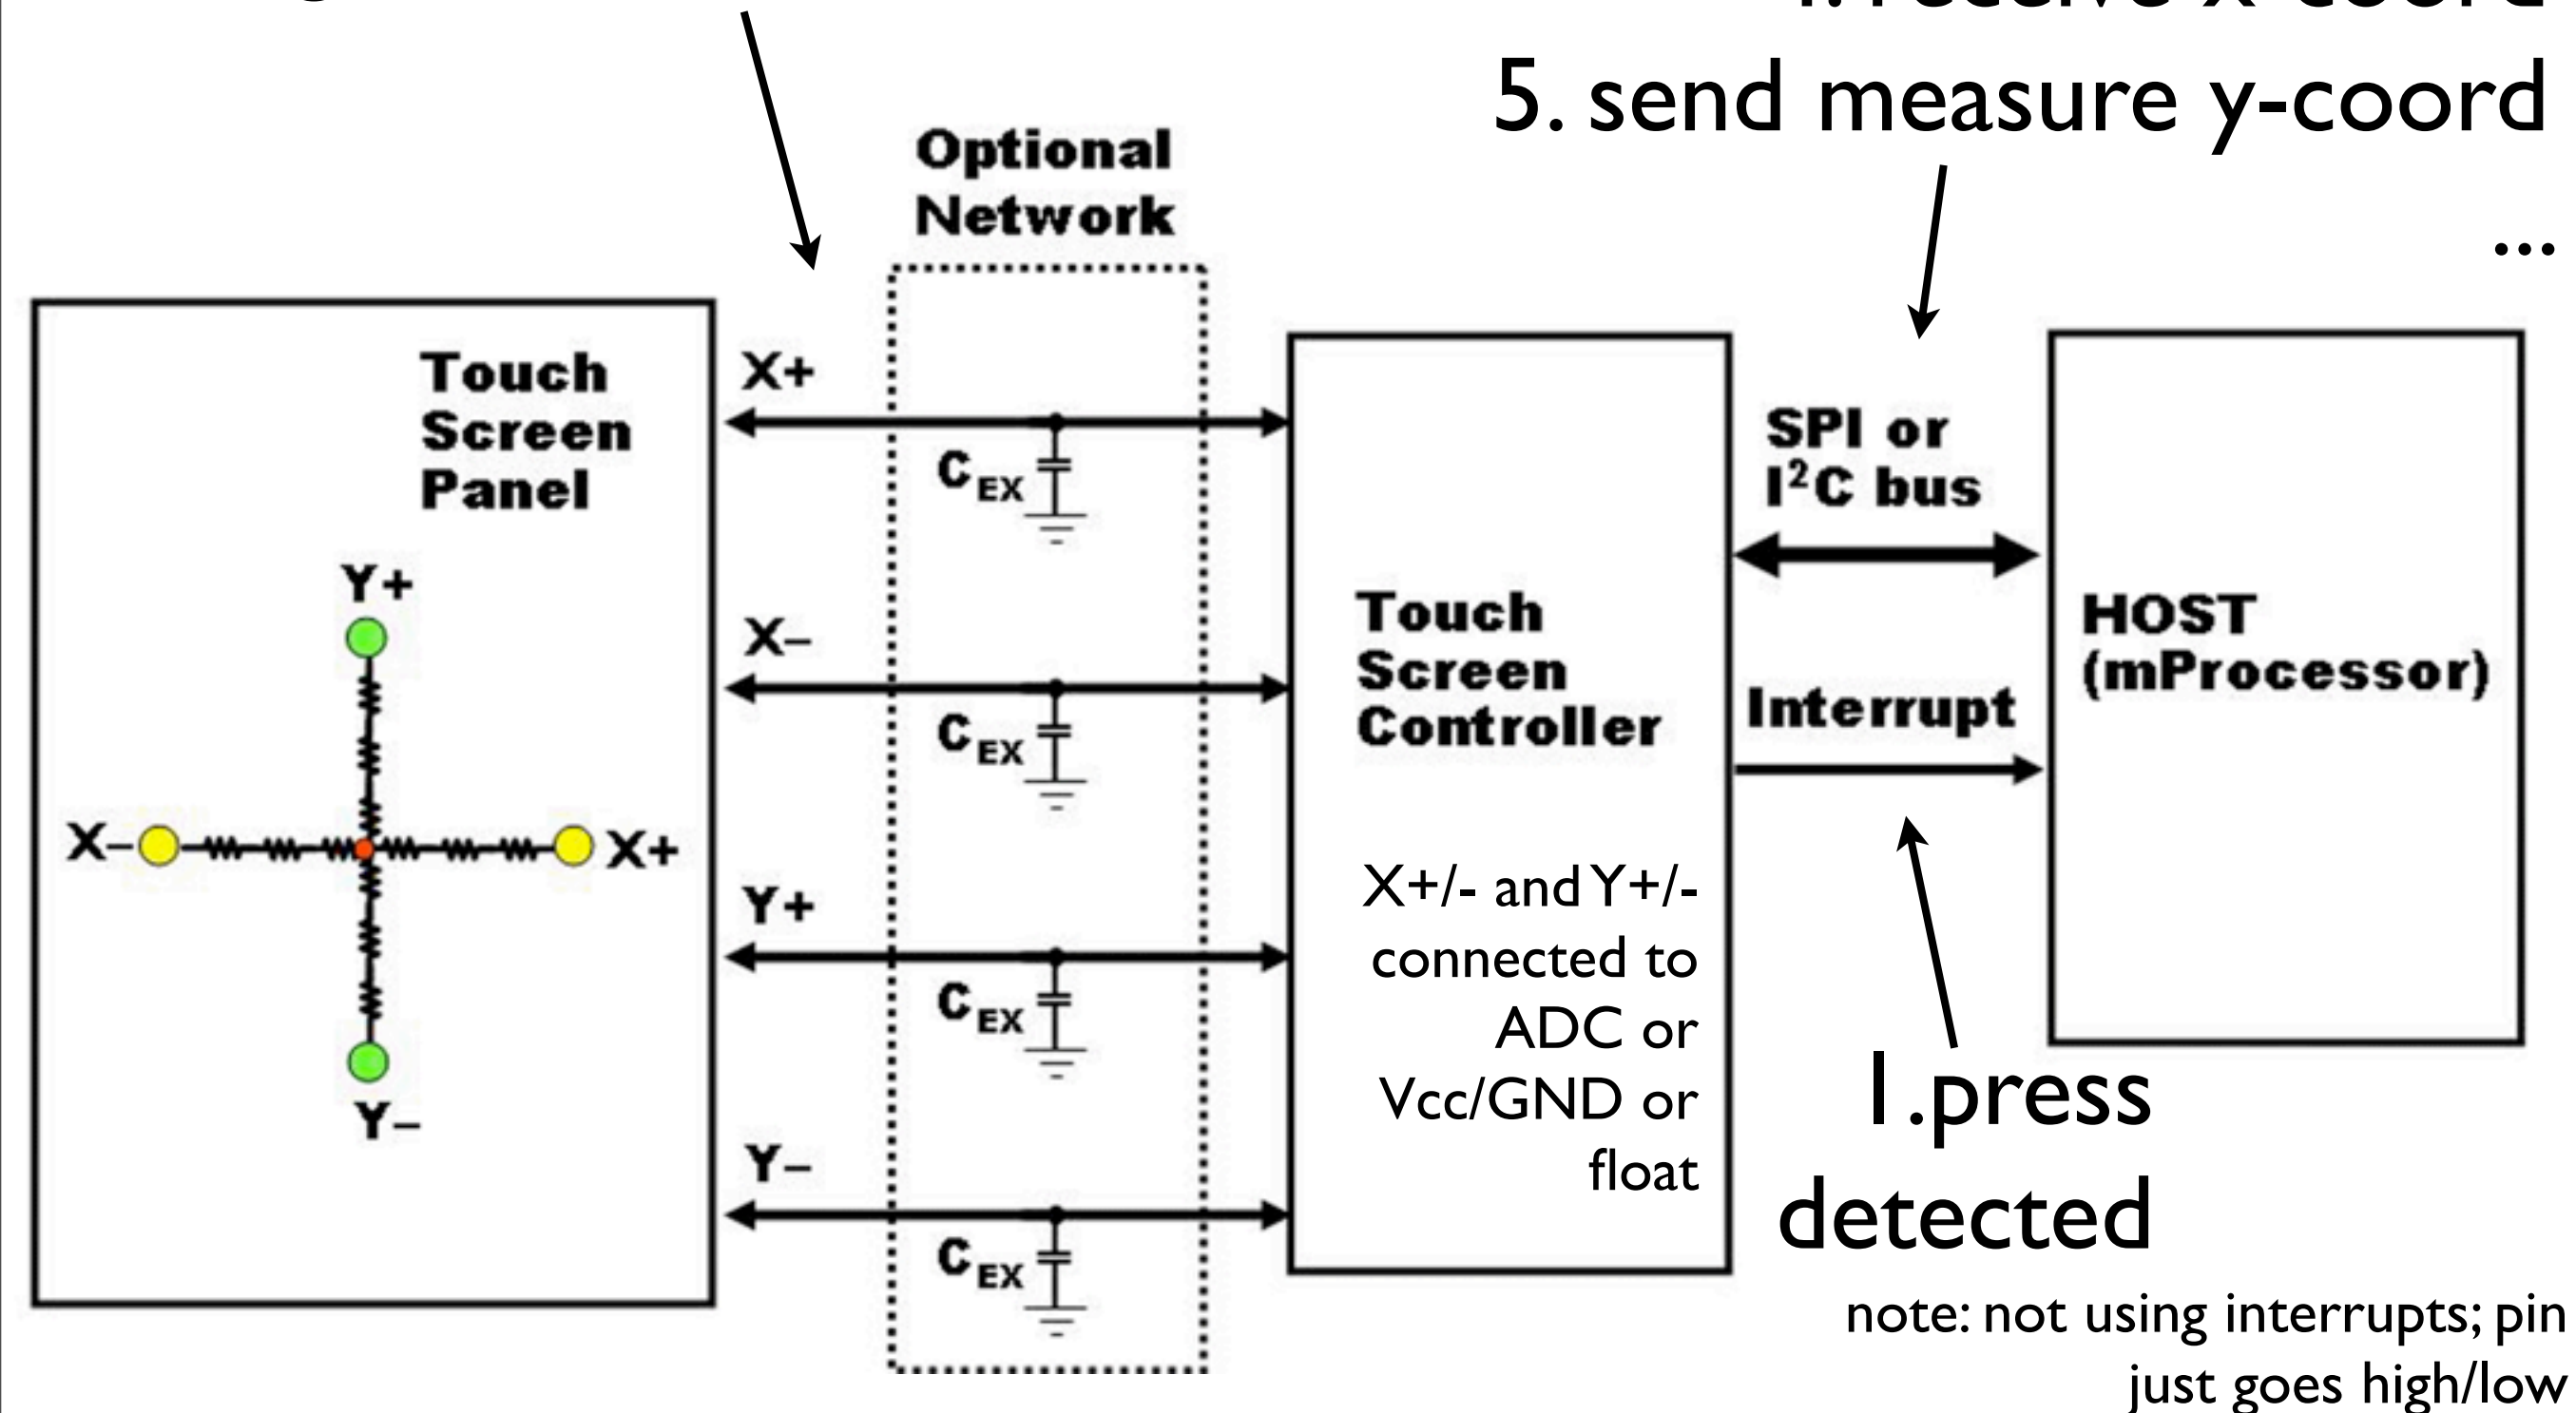 receive x-coord
5. send measure y-coord
...
Optional
Network
Touch
Screen
Panel
Y+
X–
X+
Y–
X+
CEX
X–
CEX
Y+
CEX
Y–
CEX
Touch
Screen
Controller
X+/- and Y+/-
connected to
ADC or
Vcc/GND or
float
SPI or
I²C bus
Interrupt
HOST
(mProcessor)
1.press
detected
note: not using interrupts; pin
just goes high/low